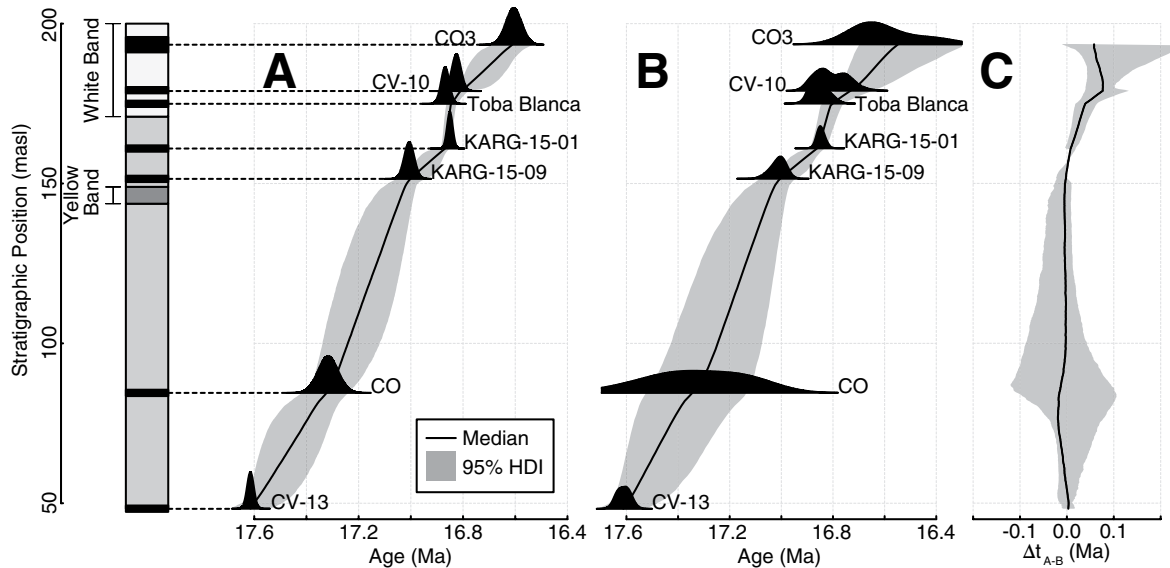 200
150
100
50
Stratigraphic Position (masl)
White Band
Yellow
Band
A
CO3
CV-10
Toba Blanca
KARG-15-01
KARG-15-09
CO
CV-13
Median
95% HDI
17.6 17.2 16.8 16.4
Age (Ma)
B
CO3
CV-10
Toba Blanca
KARG-15-01
KARG-15-09
CO
CV-13
17.6 17.2 16.8 16.4
Age (Ma)
C
-0.1 0.0 0.1
Δt A-B (Ma)